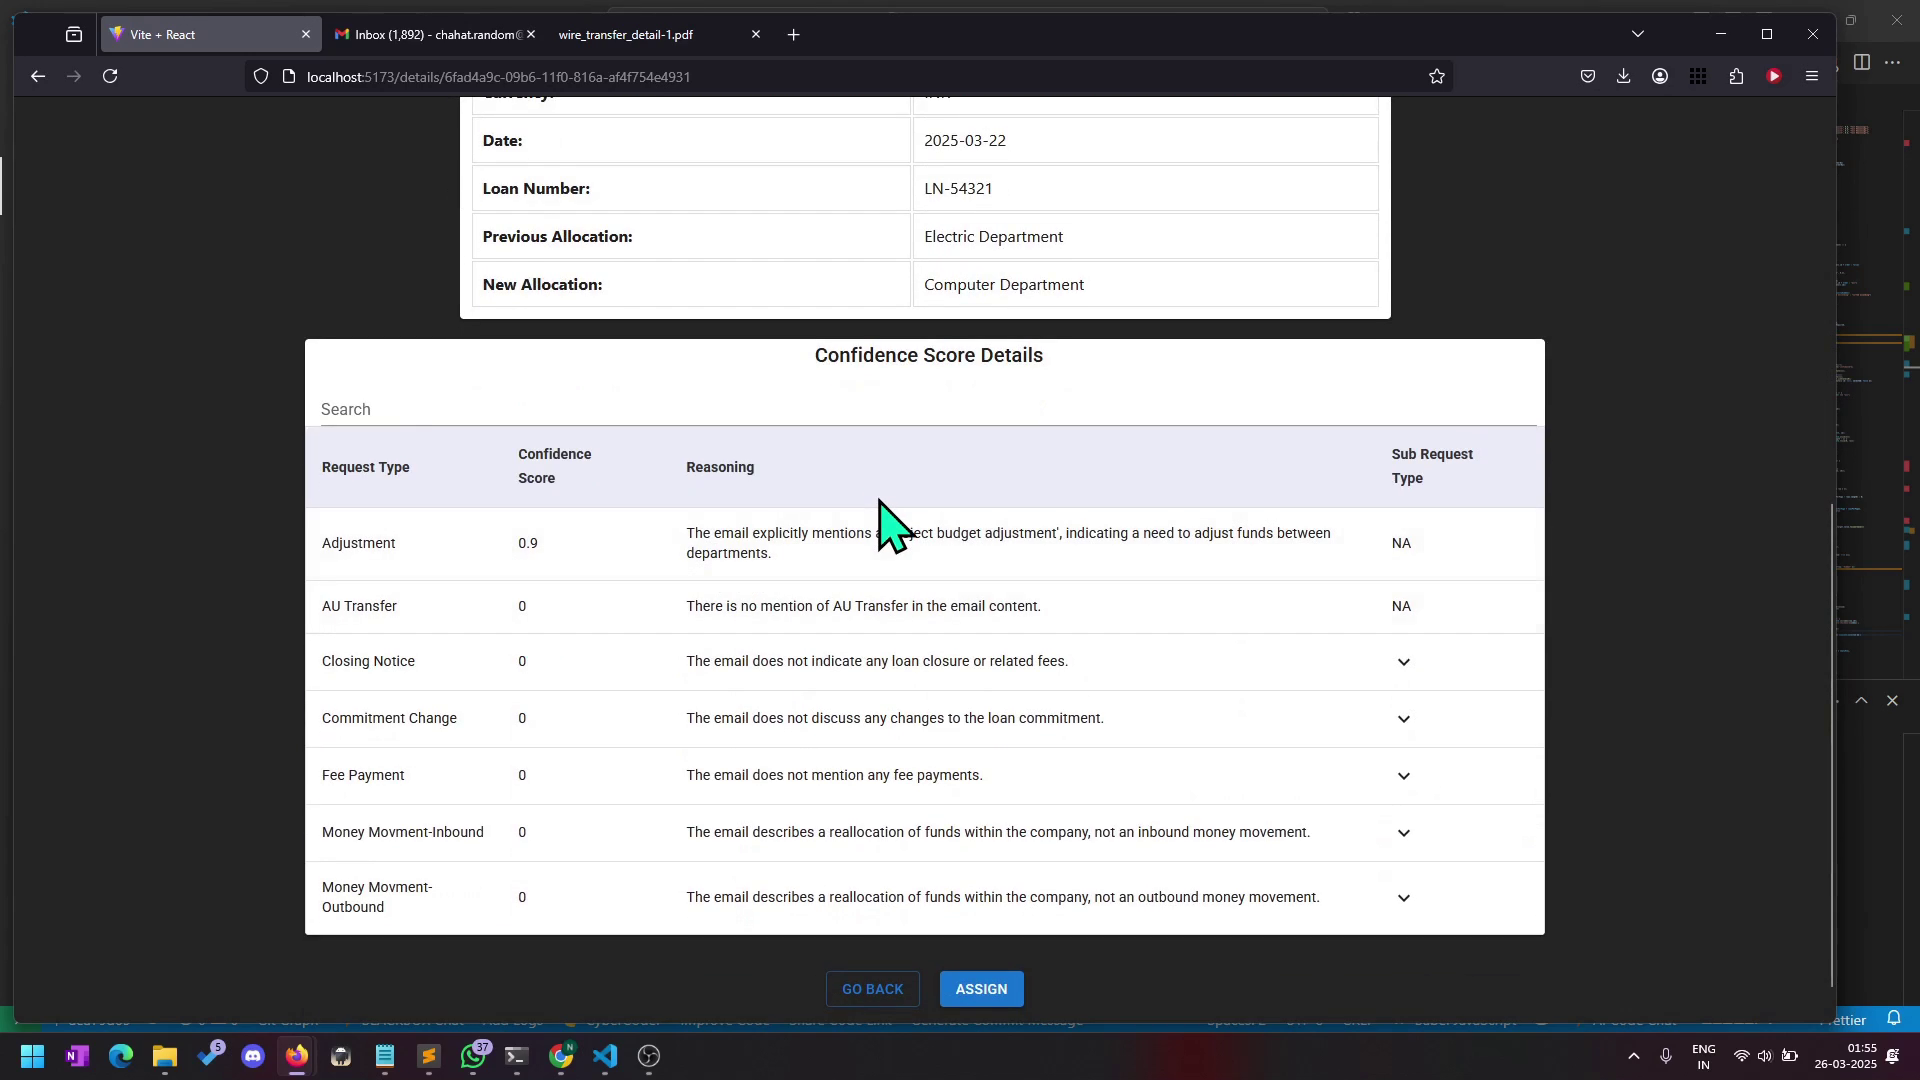 Vite + React
Inbox (1,892) - chahat.random@
wire_transfer_detail-1.pdf
localhost:5173/details/6fad4a9c-09b6-11f0-816a-af4f754e4931
Date:
2025-03-22
Loan Number:
LN-54321
Previous Allocation:
Electric Department
New Allocation:
Computer Department
Confidence Score Details
Search
Request Type
Confidence
Score
Reasoning
Sub Request
Type
Adjustment
0.9
The email explicitly mentions a ject budget adjustment', indicating a need to adjust funds between
departments.
NA
AU Transfer
0
There is no mention of AU Transfer in the email content.
NA
Closing Notice
0
The email does not indicate any loan closure or related fees.
Commitment Change
0
The email does not discuss any changes to the loan commitment.
Fee Payment
0
The email does not mention any fee payments.
Money Movment-Inbound
0
The email describes a reallocation of funds within the company, not an inbound money movement.
Money Movment-
Outbound
0
The email describes a reallocation of funds within the company, not an outbound money movement.
GO BACK
ASSIGN
5
37
N
ENG
IN
01:55
26-03-2025